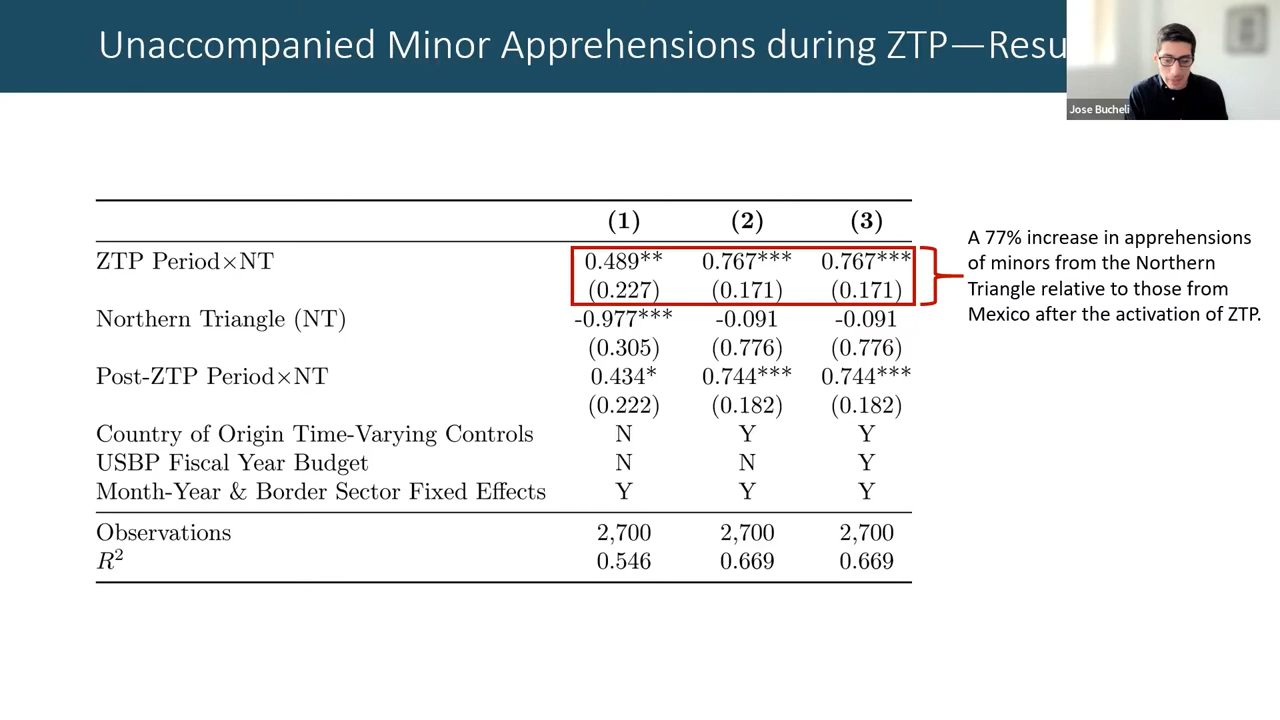 Unaccompanied Minor Apprehensions during ZTP—Resu
Jose Bucheli
(1) (2) (3)
ZTP Period×NT 0.489** 0.767*** 0.767***
(0.227) (0.171) (0.171)
Northern Triangle (NT) -0.977*** -0.091 -0.091
(0.305) (0.776) (0.776)
Post-ZTP Period×NT 0.434* 0.744*** 0.744***
(0.222) (0.182) (0.182)
Country of Origin Time-Varying Controls N Y Y
USBP Fiscal Year Budget N N Y
Month-Year & Border Sector Fixed Effects Y Y Y
Observations 2,700 2,700 2,700
R² 0.546 0.669 0.669
A 77% increase in apprehensions
of minors from the Northern
Triangle relative to those from
Mexico after the activation of ZTP.